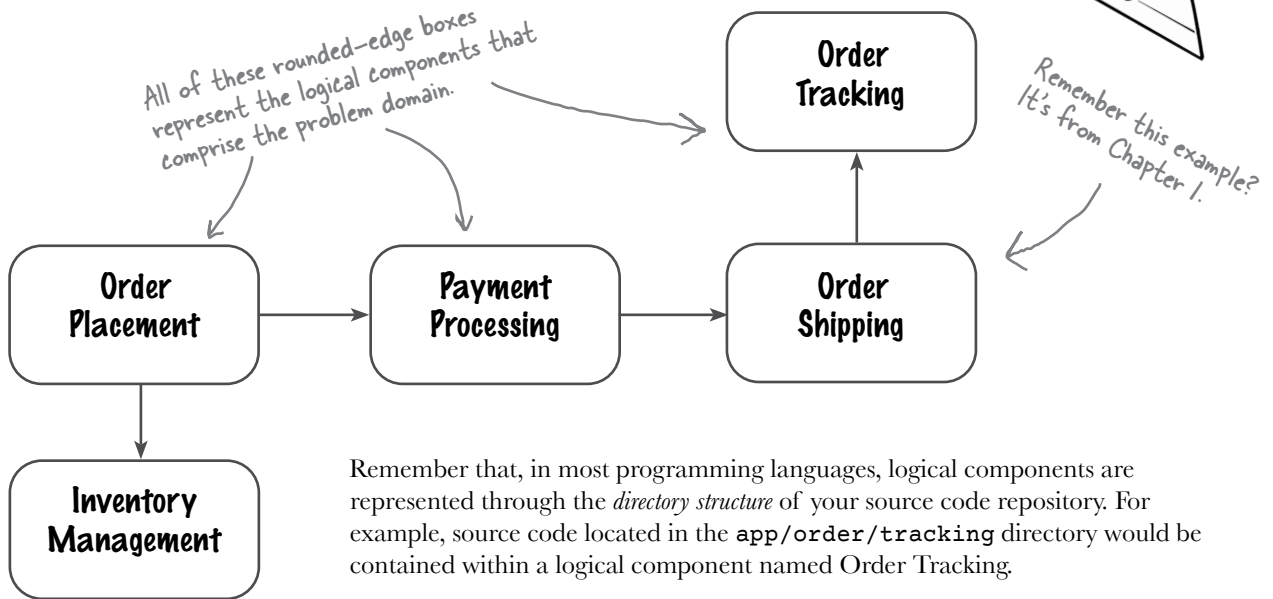 All of these rounded-edge boxes
represent the logical components that
comprise the problem domain.
Order
Tracking
Remember this example?
It's from Chapter 1.
Order
Placement
Payment
Processing
Order
Shipping
Inventory
Management
Remember that, in most programming languages, logical components are
represented through the directory structure of your source code repository. For
example, source code located in the app/order/tracking directory would be
contained within a logical component named Order Tracking.